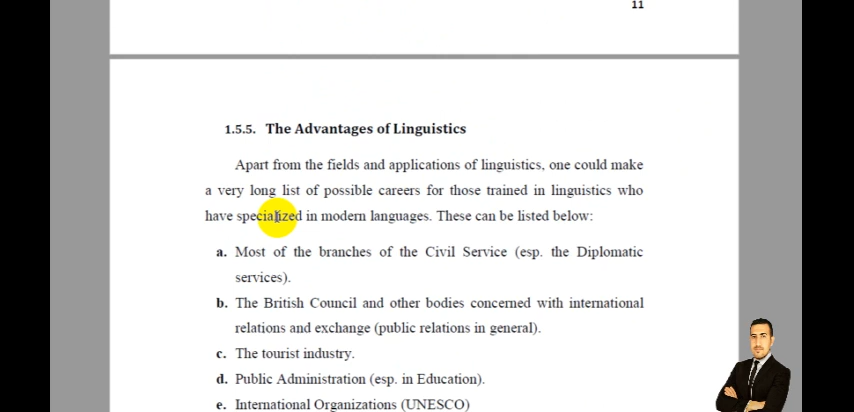 11
1.5.5. The Advantages of Linguistics
Apart from the fields and applications of linguistics, one could make
a very long list of possible careers for those trained in linguistics who
have specialized in modern languages. These can be listed below:
a. Most of the branches of the Civil Service (esp. the Diplomatic
services).
b. The British Council and other bodies concerned with international
relations and exchange (public relations in general).
c. The tourist industry.
d. Public Administration (esp. in Education).
e. International Organizations (UNESCO)